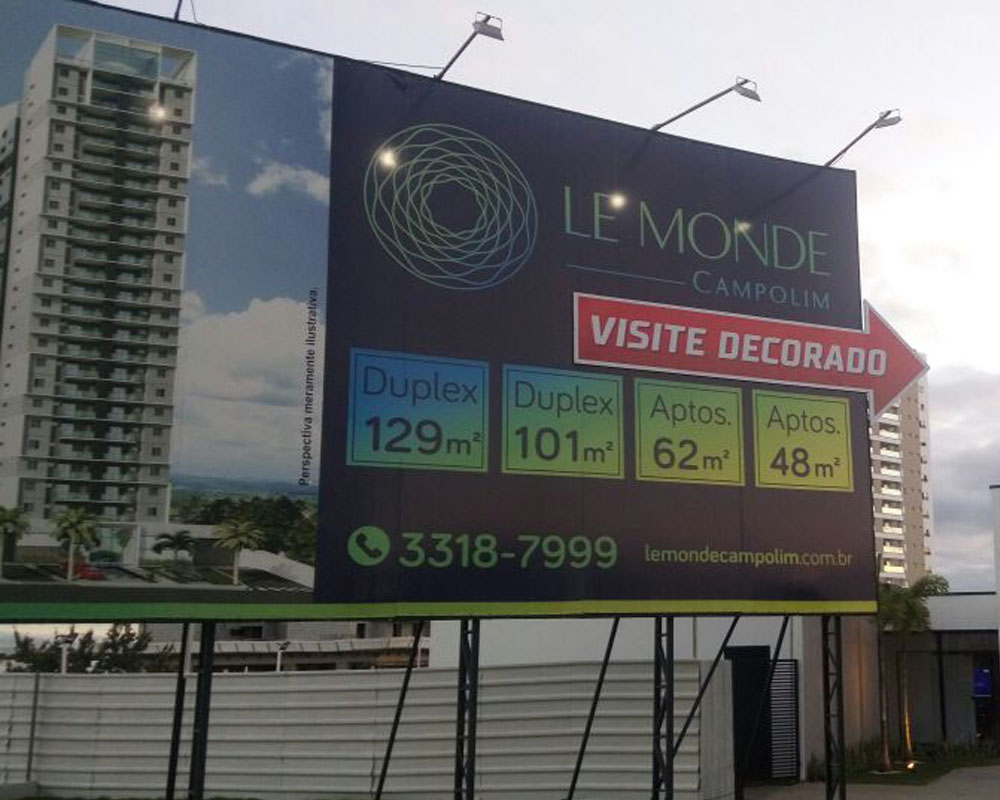 Perspectiva meramente ilustrativa.
LE MONDE
CAMPOLIM
VISITE DECORADO
Duplex
129m²
Duplex
101m²
Aptos.
62m²
Aptos.
48m²
3318-7999
lemondecampolim.com.br